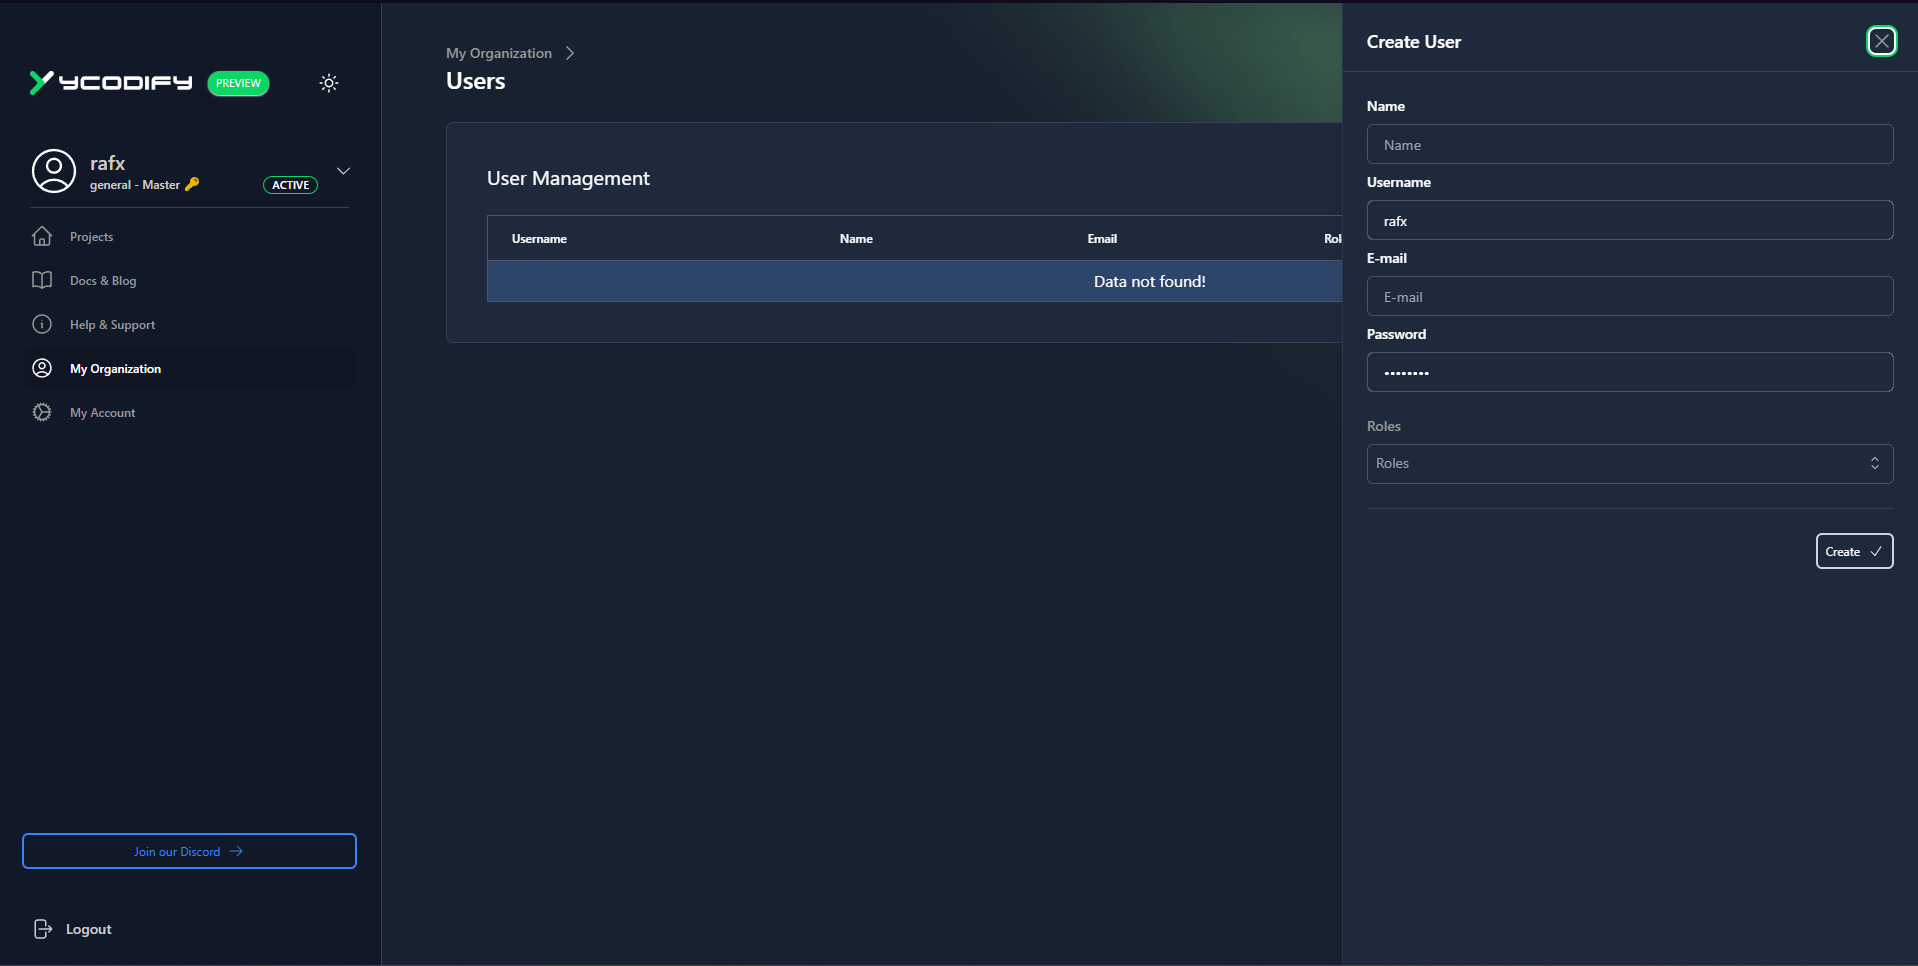 YCODIFY PREVIEW
rafx
general - Master
ACTIVE
Projects
Docs & Blog
Help & Support
My Organization
My Account
Join our Discord
Logout
My Organization
Users
User Management
Username Name Email
Data not found!
Create User
Name
Name
Username
rafx
E-mail
E-mail
Password
••••••••
Roles
Roles
Create